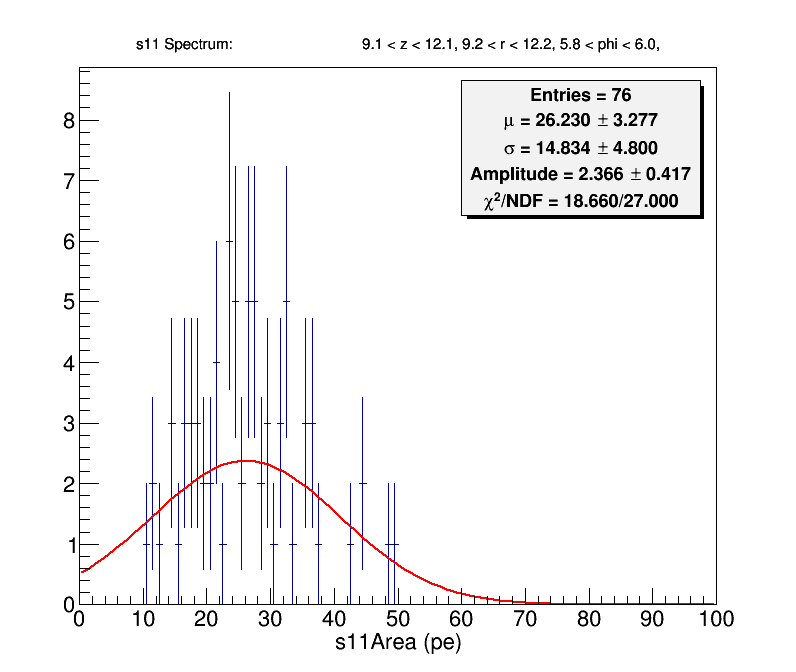 s11 Spectrum: 9.1 < z < 12.1, 9.2 < r < 12.2, 5.8 < phi < 6.0,
Entries = 76
μ = 26.230 ± 3.277
σ = 14.834 ± 4.800
Amplitude = 2.366 ± 0.417
χ²/NDF = 18.660/27.000
8
7
6
5
4
3
2
1
0
0 10 20 30 40 50 60 70 80 90 100
s11Area (pe)